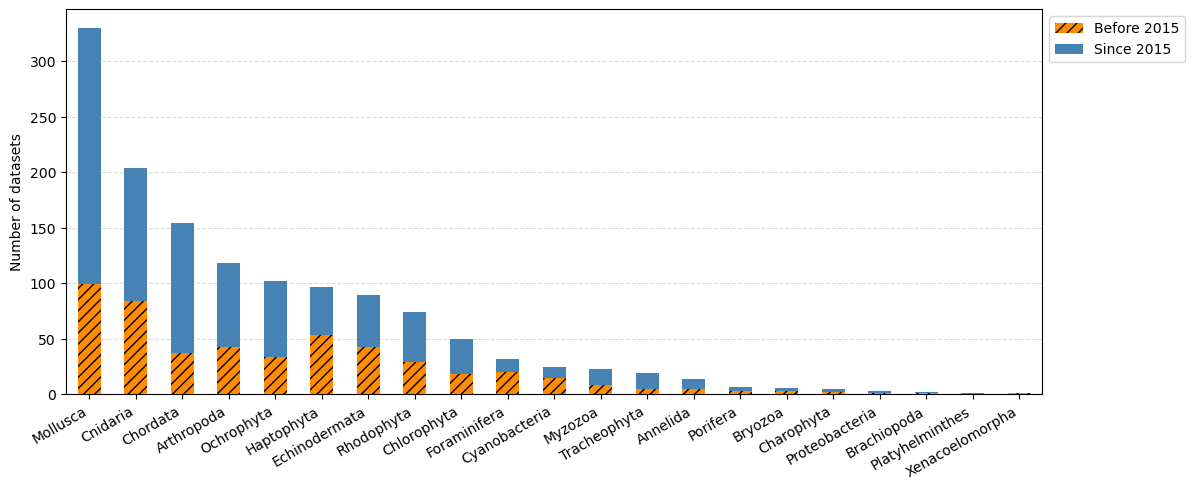 Before 2015
Since 2015
Number of datasets
300
250
200
150
100
50
0
Mollusca
Cnidaria
Chordata
Arthropoda
Ochrophyta
Haptophyta
Echinodermata
Rhodophyta
Chlorophyta
Foraminifera
Cyanobacteria
Myzozoa
Tracheophyta
Annelida
Porifera
Bryozoa
Charophyta
Proteobacteria
Brachiopoda
Platyhelminthes
Xenacoelomorpha